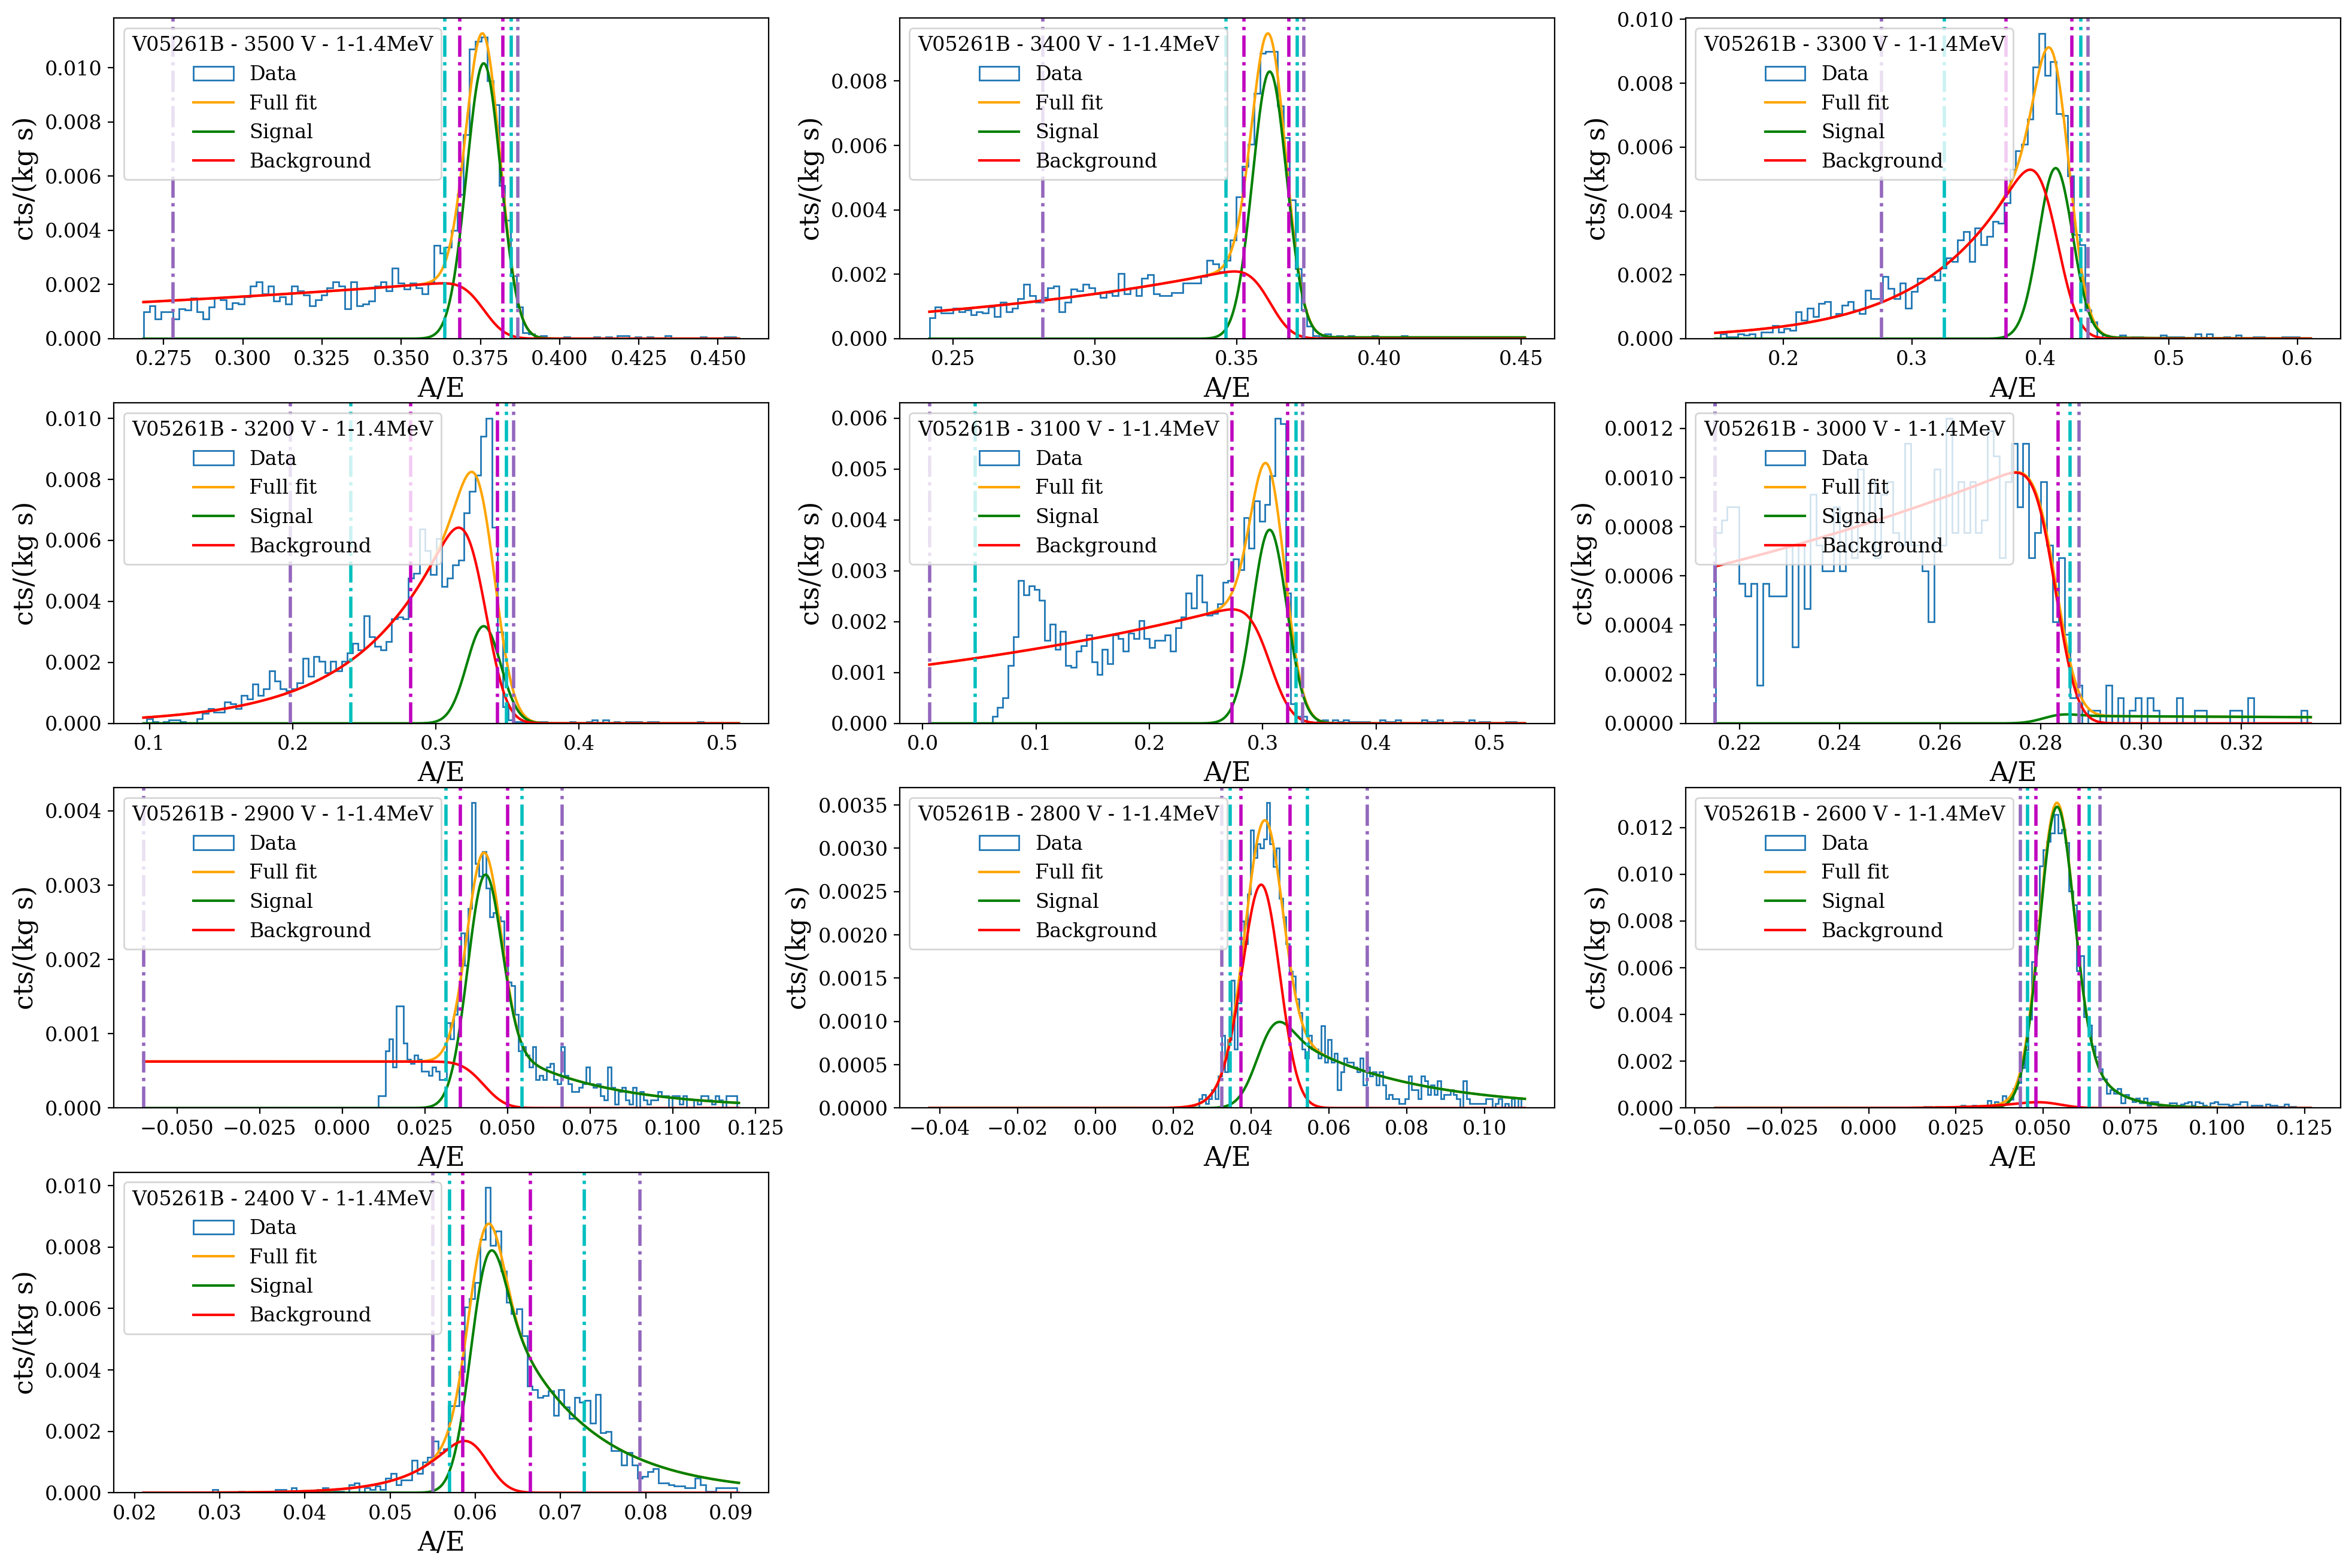 V05261B - 3500 V - 1-1.4MeV
Data
Full fit
Signal
Background
cts/(kg s)
0.010
0.008
0.006
0.004
0.002
0.000
0.275 0.300 0.325 0.350 0.375 0.400 0.425 0.450
A/E
V05261B - 3400 V - 1-1.4MeV
Data
Full fit
Signal
Background
cts/(kg s)
0.008
0.006
0.004
0.002
0.000
0.25 0.30 0.35 0.40 0.45
A/E
V05261B - 3300 V - 1-1.4MeV
Data
Full fit
Signal
Background
cts/(kg s)
0.010
0.008
0.006
0.004
0.002
0.000
0.2 0.3 0.4 0.5 0.6
A/E
V05261B - 3200 V - 1-1.4MeV
Data
Full fit
Signal
Background
cts/(kg s)
0.010
0.008
0.006
0.004
0.002
0.000
0.1 0.2 0.3 0.4 0.5
A/E
V05261B - 3100 V - 1-1.4MeV
Data
Full fit
Signal
Background
cts/(kg s)
0.006
0.005
0.004
0.003
0.002
0.001
0.000
0.0 0.1 0.2 0.3 0.4 0.5
A/E
V05261B - 3000 V - 1-1.4MeV
Data
Full fit
Signal
Background
cts/(kg s)
0.0012
0.0010
0.0008
0.0006
0.0004
0.0002
0.0000
0.22 0.24 0.26 0.28 0.30 0.32
A/E
V05261B - 2900 V - 1-1.4MeV
Data
Full fit
Signal
Background
cts/(kg s)
0.004
0.003
0.002
0.001
0.000
−0.050 −0.025 0.000 0.025 0.050 0.075 0.100 0.125
A/E
V05261B - 2800 V - 1-1.4MeV
Data
Full fit
Signal
Background
cts/(kg s)
0.0035
0.0030
0.0025
0.0020
0.0015
0.0010
0.0005
0.0000
−0.04 −0.02 0.00 0.02 0.04 0.06 0.08 0.10
A/E
V05261B - 2600 V - 1-1.4MeV
Data
Full fit
Signal
Background
cts/(kg s)
0.012
0.010
0.008
0.006
0.004
0.002
0.000
−0.050 −0.025 0.000 0.025 0.050 0.075 0.100 0.125
A/E
V05261B - 2400 V - 1-1.4MeV
Data
Full fit
Signal
Background
cts/(kg s)
0.010
0.008
0.006
0.004
0.002
0.000
0.02 0.03 0.04 0.05 0.06 0.07 0.08 0.09
A/E